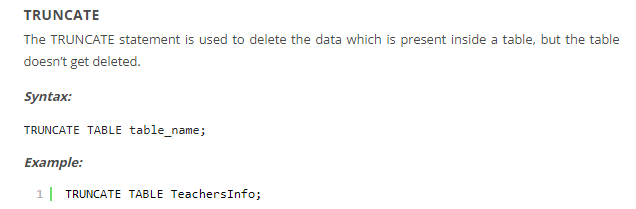 TRUNCATE
The TRUNCATE statement is used to delete the data which is present inside a table, but the table
doesn’t get deleted.
Syntax:
TRUNCATE TABLE table_name;
Example:
1 TRUNCATE TABLE TeachersInfo;